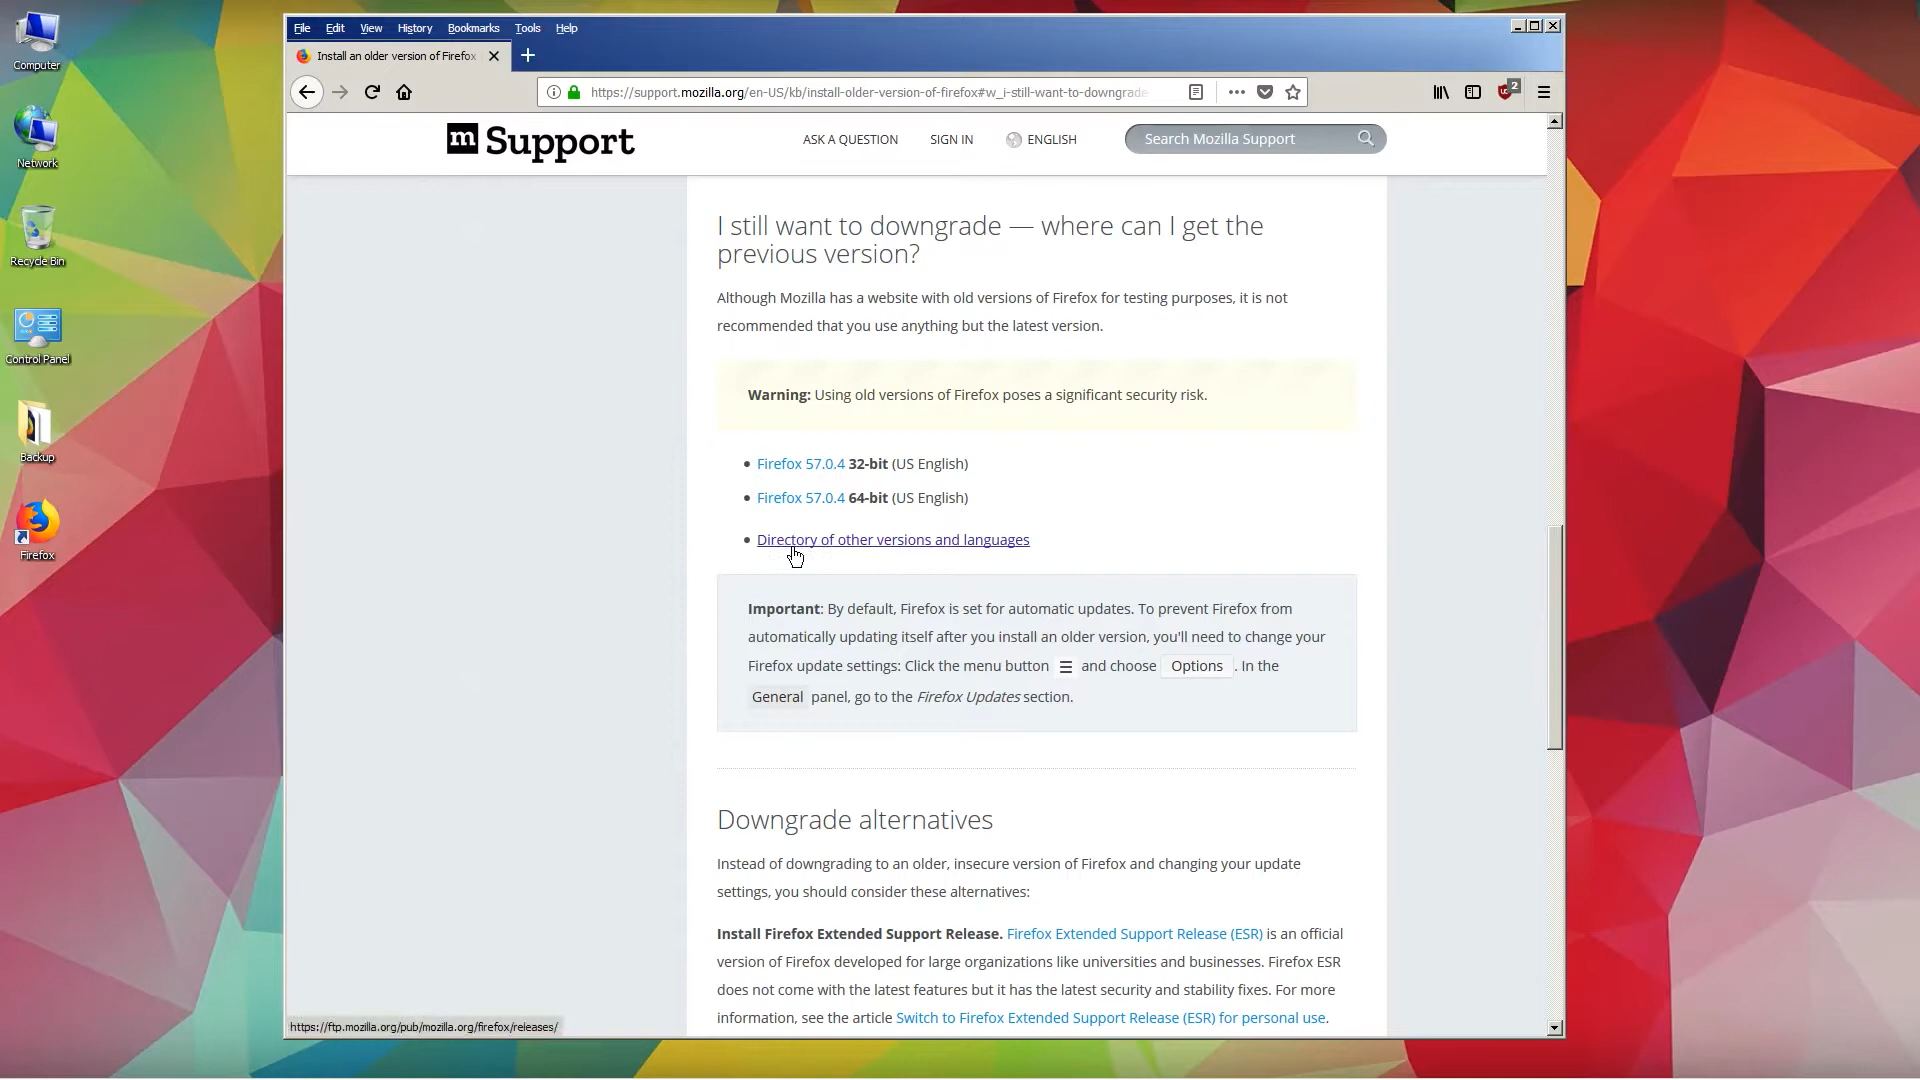 Computer
Network
Recycle Bin
Control Panel
Backup
Firefox
File Edit View History Bookmarks Tools Help
Install an older version of Firefox
https://support.mozilla.org/en-US/kb/install-older-version-of-firefox#w_i-still-want-to-downgrade
2
m Support
ASK A QUESTION SIGN IN ENGLISH Search Mozilla Support
I still want to downgrade — where can I get the
previous version?
Although Mozilla has a website with old versions of Firefox for testing purposes, it is not
recommended that you use anything but the latest version.
Warning: Using old versions of Firefox poses a significant security risk.
Firefox 57.0.4 32-bit (US English)
Firefox 57.0.4 64-bit (US English)
Directory of other versions and languages
Important: By default, Firefox is set for automatic updates. To prevent Firefox from
automatically updating itself after you install an older version, you'll need to change your
Firefox update settings: Click the menu button and choose Options . In the
General panel, go to the Firefox Updates section.
Downgrade alternatives
Instead of downgrading to an older, insecure version of Firefox and changing your update
settings, you should consider these alternatives:
Install Firefox Extended Support Release. Firefox Extended Support Release (ESR) is an official
version of Firefox developed for large organizations like universities and businesses. Firefox ESR
does not come with the latest features but it has the latest security and stability fixes. For more
information, see the article Switch to Firefox Extended Support Release (ESR) for personal use.
https://ftp.mozilla.org/pub/mozilla.org/firefox/releases/